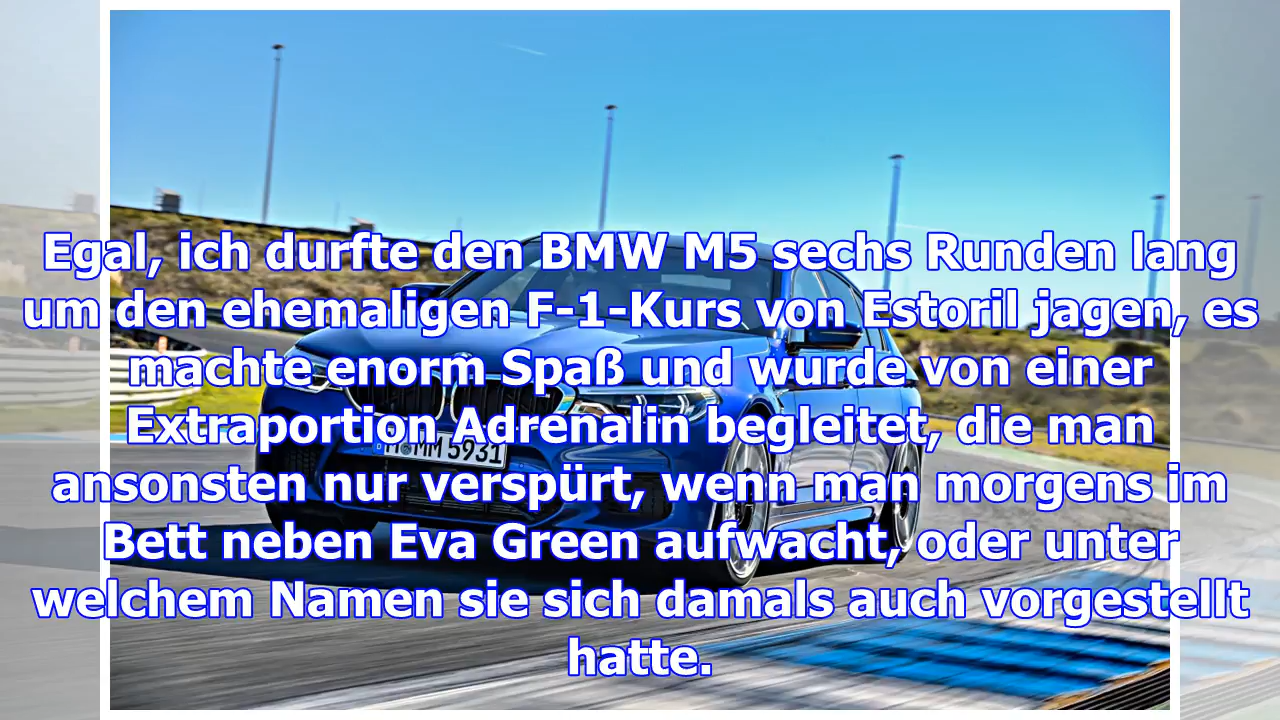 Egal, ich durfte den BMW M5 sechs Runden lang
um den ehemaligen F-1-Kurs von Estoril jagen, es
machte enorm Spaß und wurde von einer
Extraportion Adrenalin begleitet, die man
M MM 5931
ansonsten nur verspürt, wenn man morgens im
Bett neben Eva Green aufwacht, oder unter
welchem Namen sie sich damals auch vorgestellt
hatte.